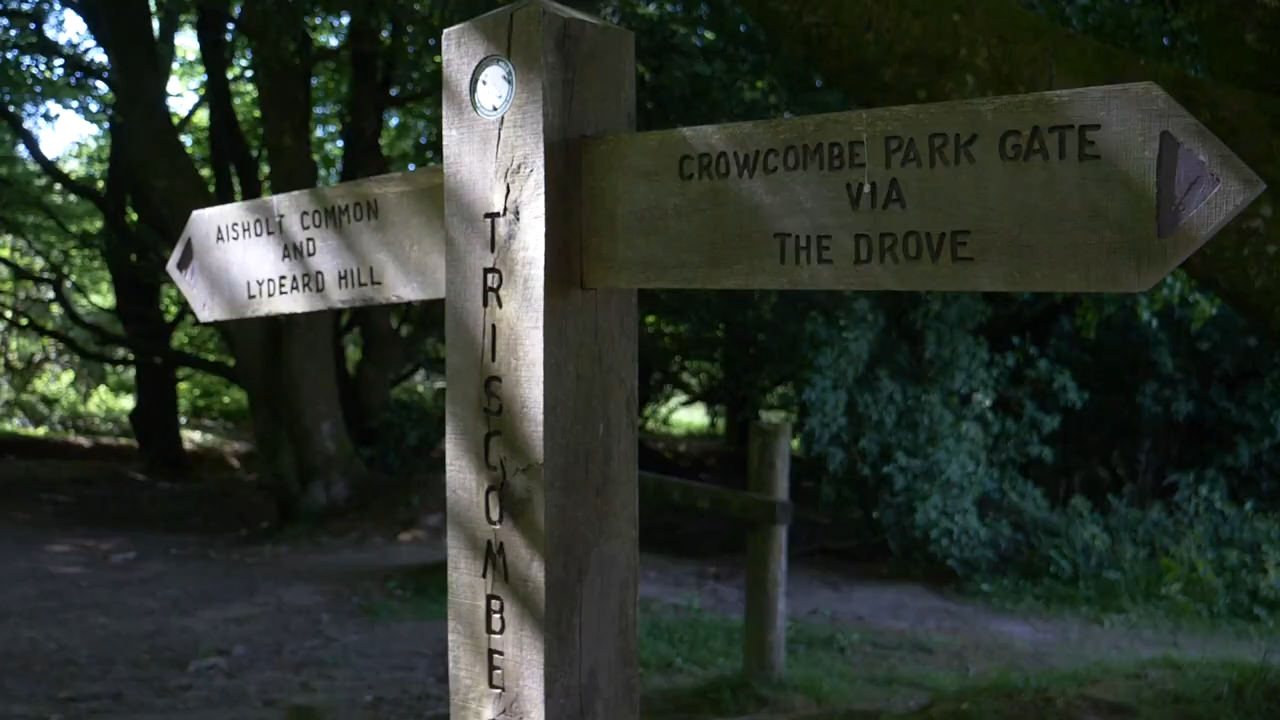 AISHOLT COMMON
AND
LYDEARD HILL
TRISCOMBE
CROWCOMBE PARK GATE
VIA
THE DROVE